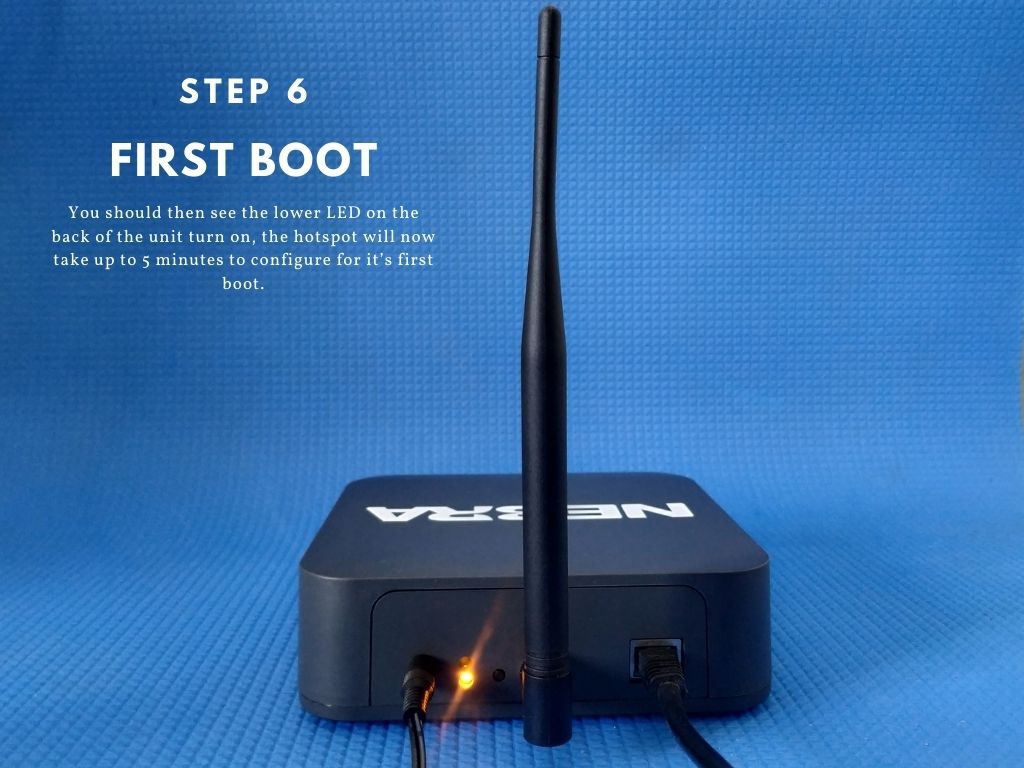 STEP 6
FIRST BOOT
You should then see the lower LED on the
back of the unit turn on, the hotspot will now
take up to 5 minutes to configure for it's first
boot.
NEBRA